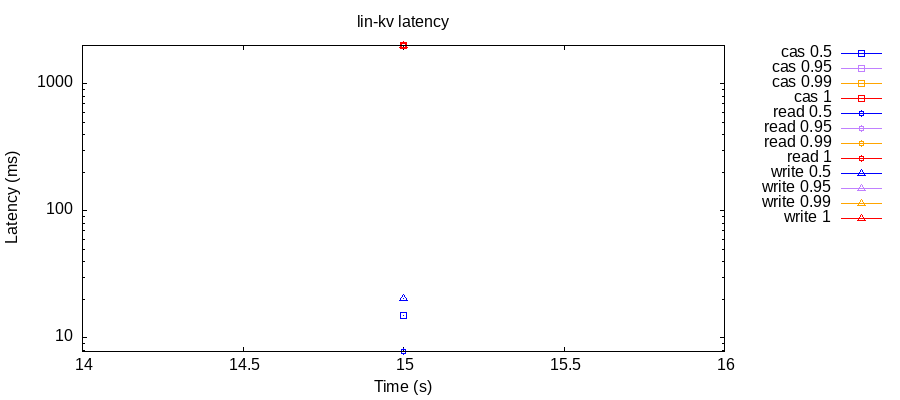 lin-kv latency
Latency (ms)
1000
100
10
14
14.5
15
15.5
16
Time (s)
cas 0.5
cas 0.95
cas 0.99
cas 1
read 0.5
read 0.95
read 0.99
read 1
write 0.5
write 0.95
write 0.99
write 1